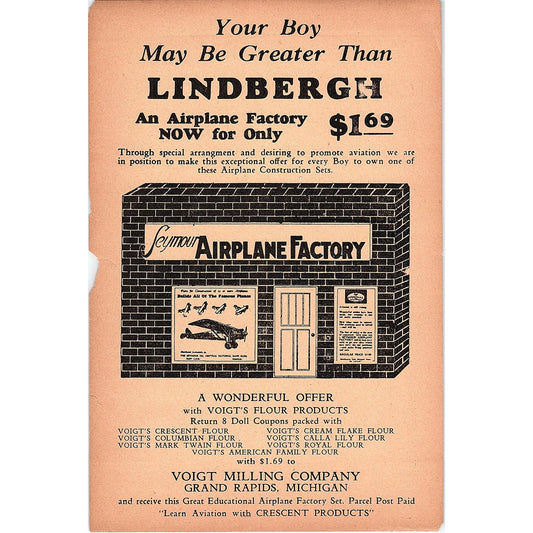 Your Boy
May Be Greater Than
LINDBERGH
An Airplane Factory
NOW for Only
$1.69
Through special arrangment and desiring to promote aviation we are
in position to make this exceptional offer for every Boy to own one of
these Airplane Construction Sets.
Seymour AIRPLANE FACTORY
Builds All Of The Famous Planes
A WONDERFUL OFFER
with VOIGT'S FLOUR PRODUCTS
Return 8 Doll Coupons packed with
VOIGT'S CRESCENT FLOUR VOIGT'S CREAM FLAKE FLOUR
VOIGT'S COLUMBIAN FLOUR VOIGT'S CALLA LILY FLOUR
VOIGT'S MARK TWAIN FLOUR VOIGT'S ROYAL FLOUR
VOIGT'S AMERICAN FAMILY FLOUR
with $1.69 to
VOIGT MILLING COMPANY
GRAND RAPIDS, MICHIGAN
and receive this Great Educational Airplane Factory Set. Parcel Post Paid
"Learn Aviation with CRESCENT PRODUCTS"